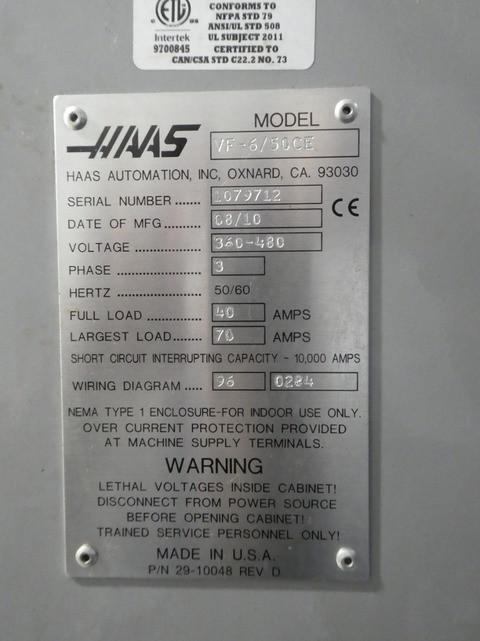 CONFORMS TO
NFPA STD 79
ANSI/UL STD 508
UL SUBJECT 2011
CERTIFIED TO
CAN/CSA STD C22.2 NO. 73
ETL
Intertek
9700845
MODEL
HAAS VF-6/50CE
HAAS AUTOMATION, INC, OXNARD, CA. 93030
SERIAL NUMBER ...... 1079712
DATE OF MFG ...... 08/10 CE
VOLTAGE ............... 360-480
PHASE .................. 3
HERTZ .................. 50/60
FULL LOAD ........... 40 AMPS
LARGEST LOAD...... 70 AMPS
SHORT CIRCUIT INTERRUPTING CAPACITY - 10,000 AMPS
WIRING DIAGRAM ..... 96 0284
NEMA TYPE 1 ENCLOSURE-FOR INDOOR USE ONLY.
OVER CURRENT PROTECTION PROVIDED
AT MACHINE SUPPLY TERMINALS.
WARNING
LETHAL VOLTAGES INSIDE CABINET!
DISCONNECT FROM POWER SOURCE
BEFORE OPENING CABINET!
TRAINED SERVICE PERSONNEL ONLY!
MADE IN U.S.A.
P/N 29-10048 REV D